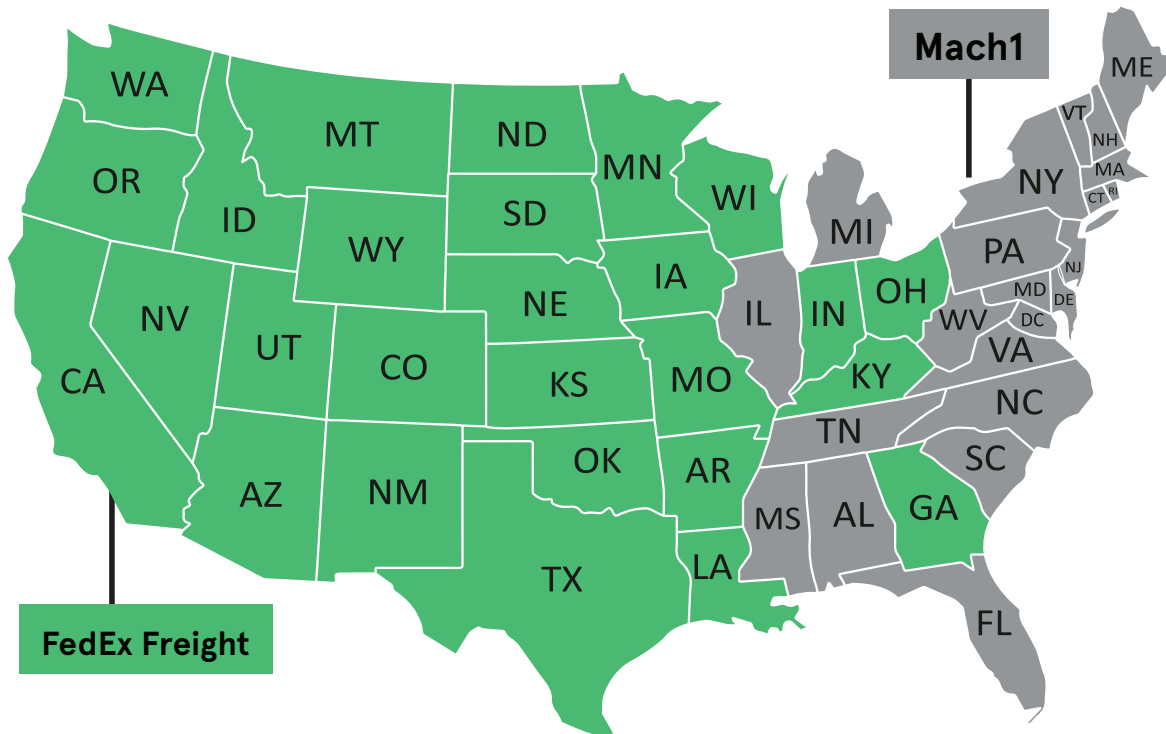 Mach1
WA
MT
ND
MN
ME
VT
NH
OR
ID
SD
WI
NY
MA
CT
RI
WY
MI
IA
PA
NV
NE
IL
IN
OH
NJ
MD
DE
UT
CO
WV
DC
VA
CA
KS
MO
KY
NC
TN
OK
AR
SC
AZ
NM
MS
AL
GA
TX
LA
FL
FedEx Freight